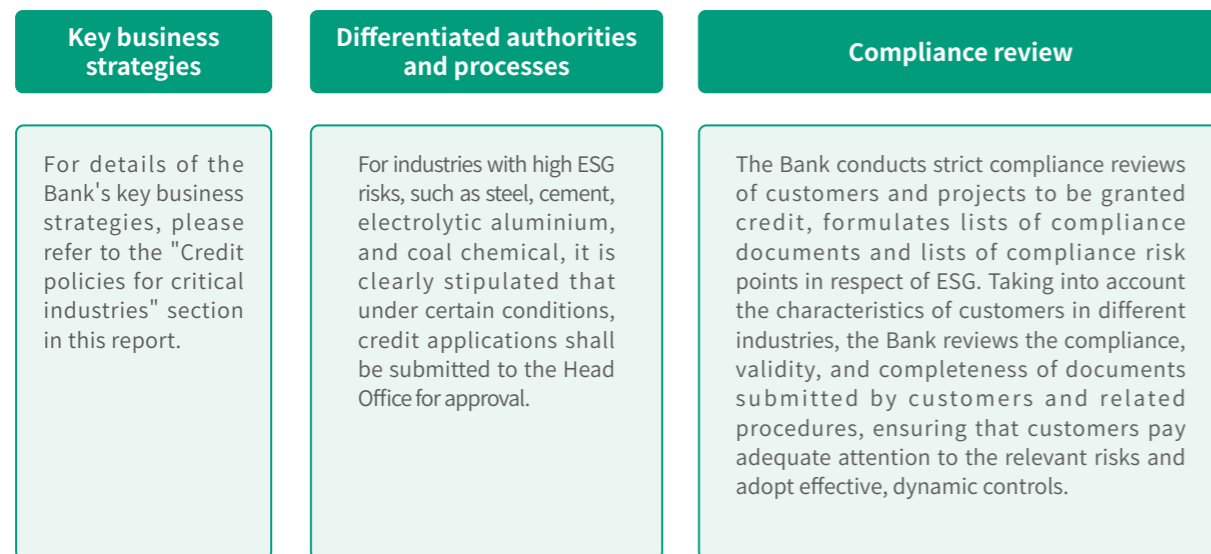 Key business
strategies
For details of the
Bank's key business
strategies, please
refer to the "Credit
policies for critical
industries" section
in this report.
Differentiated authorities
and processes
For industries with high ESG
risks, such as steel, cement,
electrolytic aluminium,
and coal chemical, it is
clearly stipulated that
under certain conditions,
credit applications shall
be submitted to the Head
Office for approval.
Compliance review
The Bank conducts strict compliance reviews
of customers and projects to be granted
credit, formulates lists of compliance
documents and lists of compliance risk
points in respect of ESG. Taking into account
the characteristics of customers in different
industries, the Bank reviews the compliance,
validity, and completeness of documents
submitted by customers and related
procedures, ensuring that customers pay
adequate attention to the relevant risks and
adopt effective, dynamic controls.